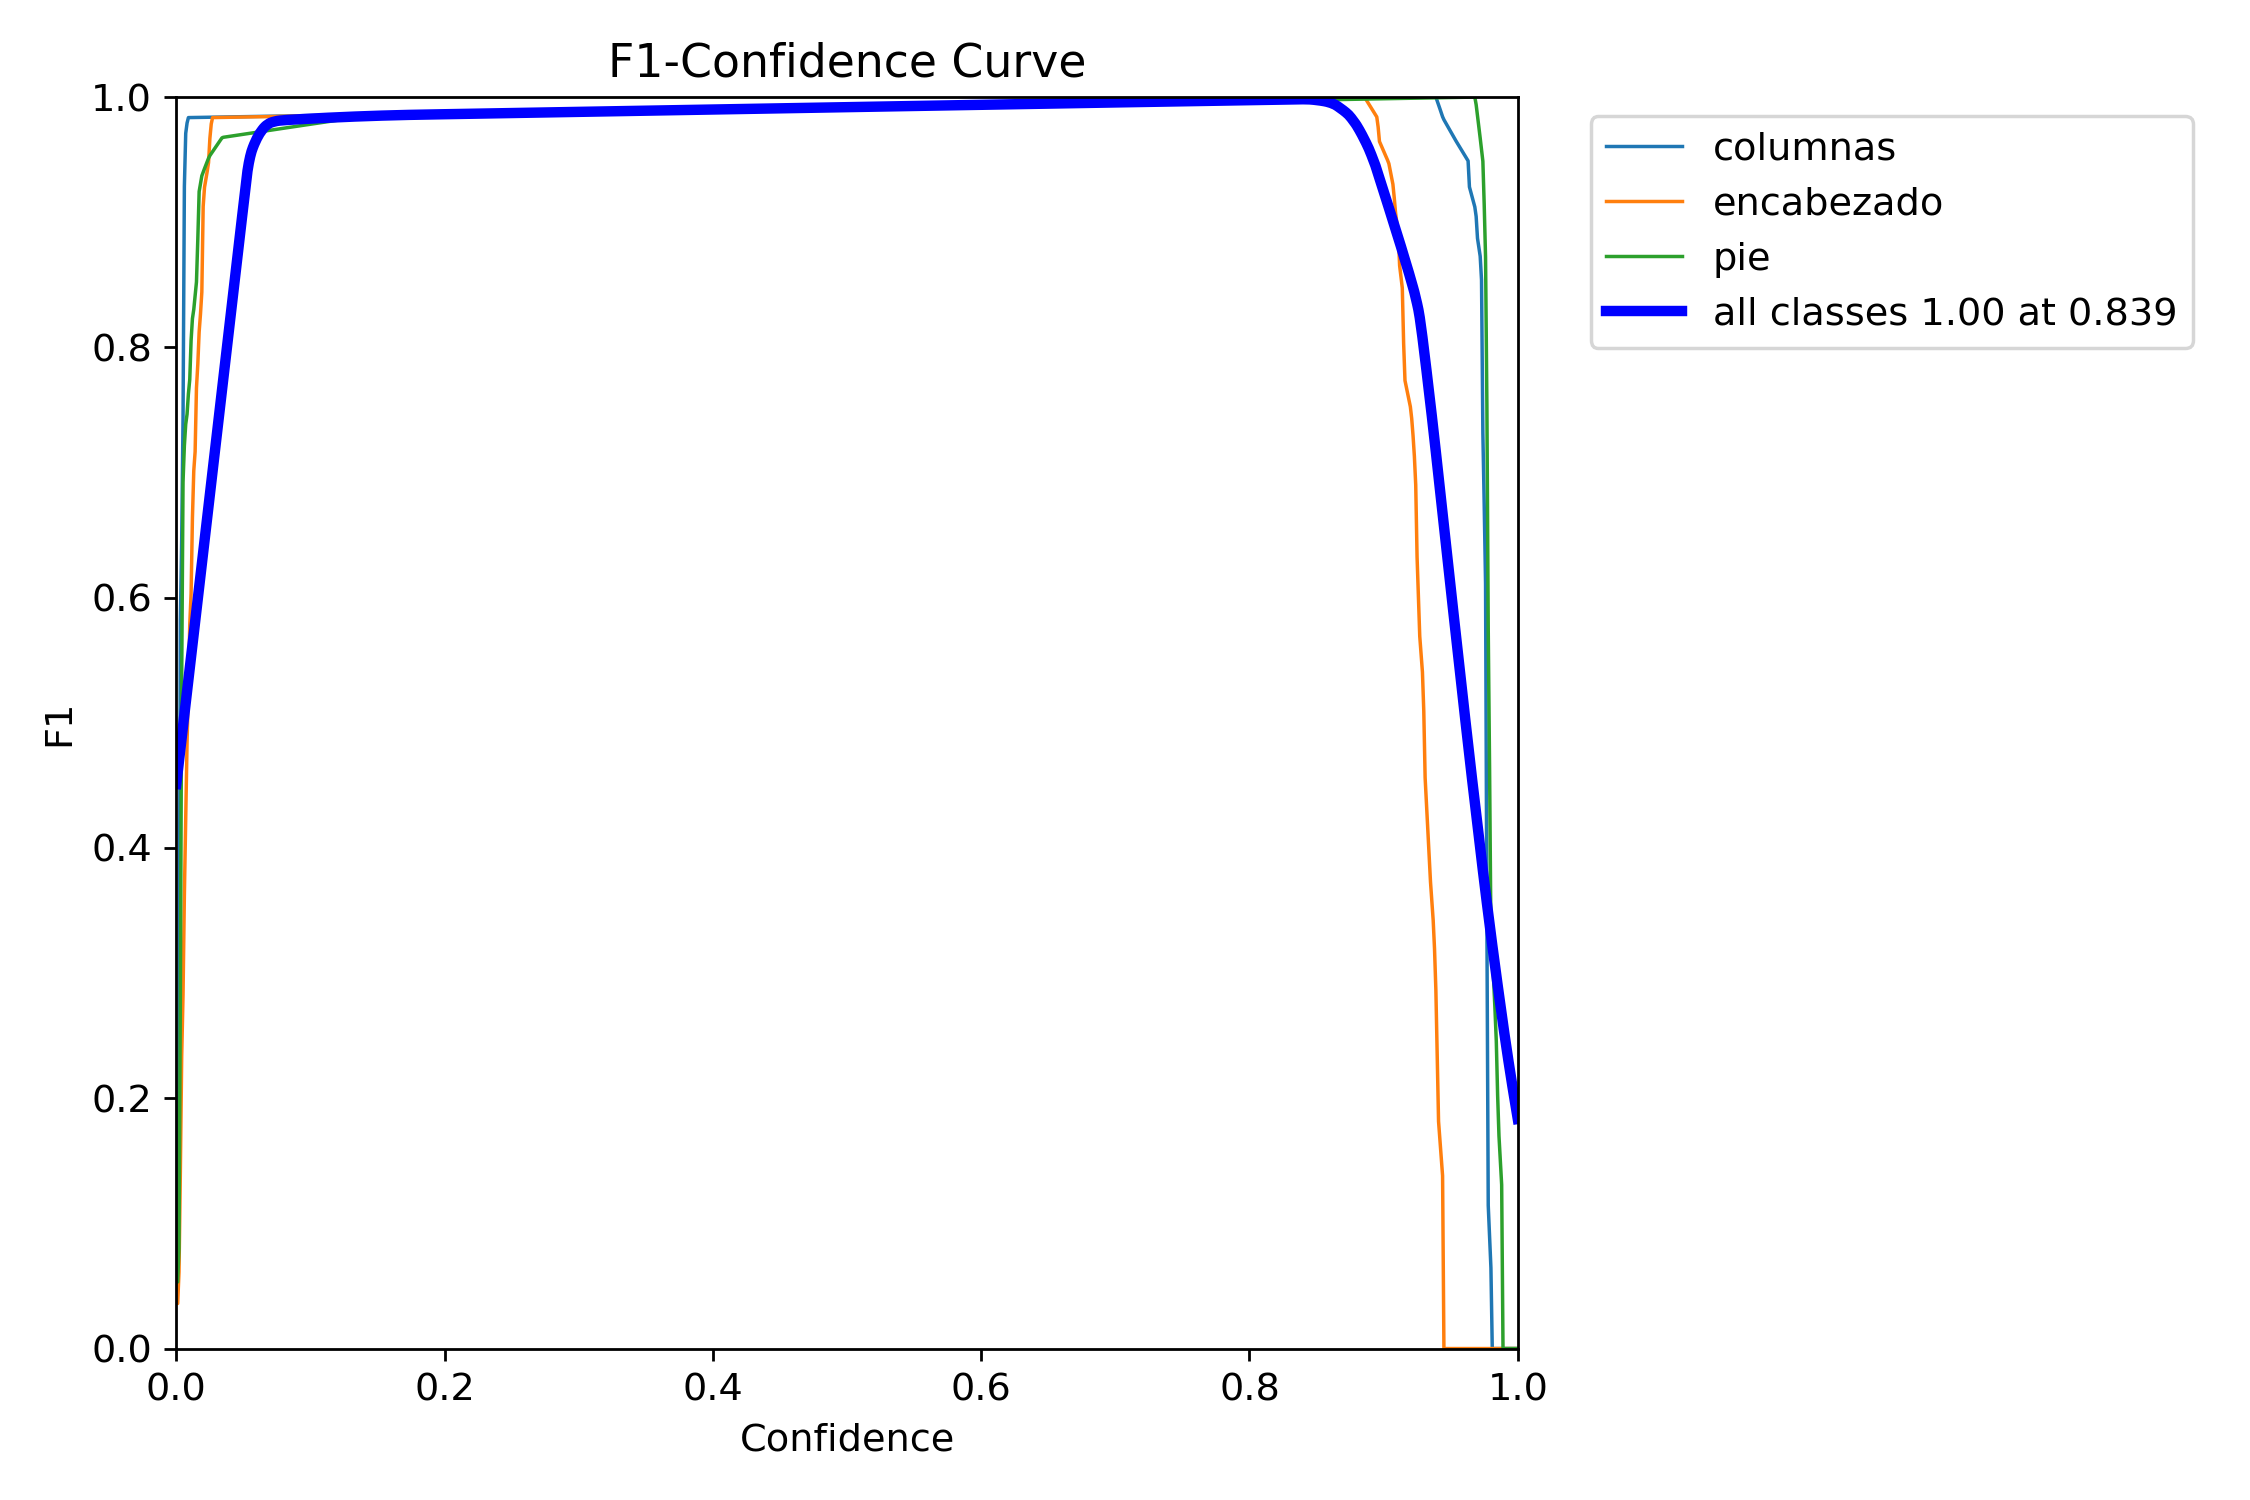 F1-Confidence Curve
1.0
0.8
0.6
0.4
0.2
0.0
F1
0.0 0.2 0.4 0.6 0.8 1.0
Confidence
columnas
encabezado
pie
all classes 1.00 at 0.839